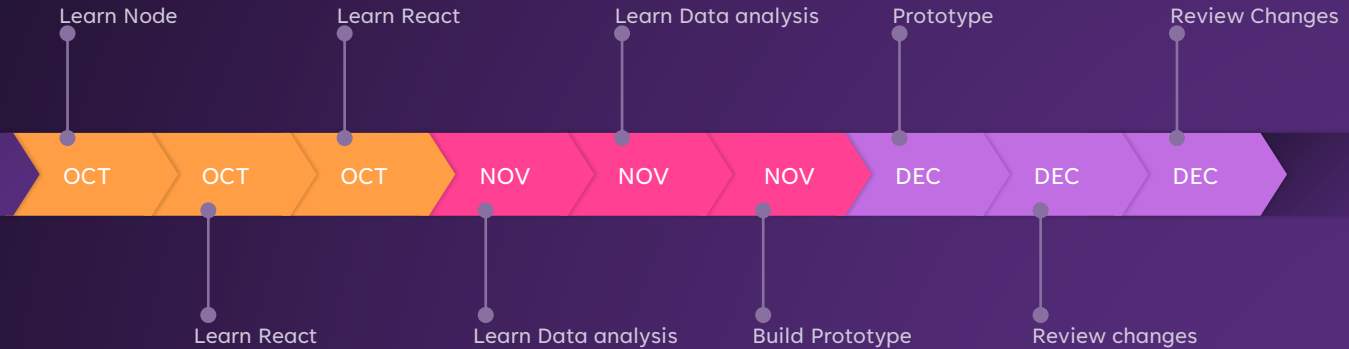 Learn Node
Learn React
Learn Data analysis
Prototype
Review Changes
OCT
OCT
OCT
NOV
NOV
NOV
DEC
DEC
DEC
Learn React
Learn Data analysis
Build Prototype
Review changes